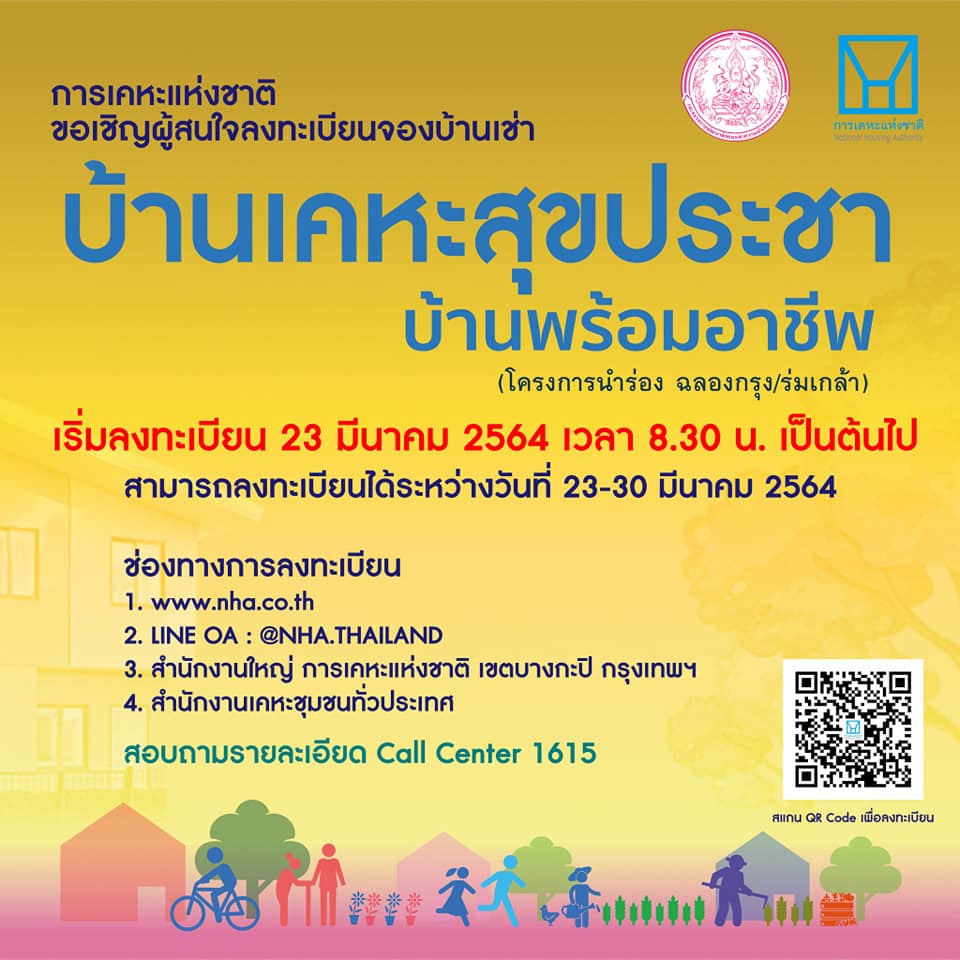 การเคหะแห่งชาติ
ขอเชิญผู้สนใจลงทะเบียนจองบ้านเช่า
การเคหะแห่งชาติ
National Housing Authority
บ้านเคหะสุขประชา
บ้านพร้อมอาชีพ
(โครงการนำร่อง ฉลองกรุง/ร่มเกล้า)
เริ่มลงทะเบียน 23 มีนาคม 2564 เวลา 8.30 น. เป็นต้นไป
สามารถลงทะเบียนได้ระหว่างวันที่ 23-30 มีนาคม 2564
ช่องทางการลงทะเบียน
1. www.nha.co.th
2. LINE OA : @NHA.THAILAND
3. สำนักงานใหญ่ การเคหะแห่งชาติ เขตบางกะปิ กรุงเทพฯ
4. สำนักงานเคหะชุมชนทั่วประเทศ
สอบถามรายละเอียด Call Center 1615
สแกน QR Code เพื่อลงทะเบียน